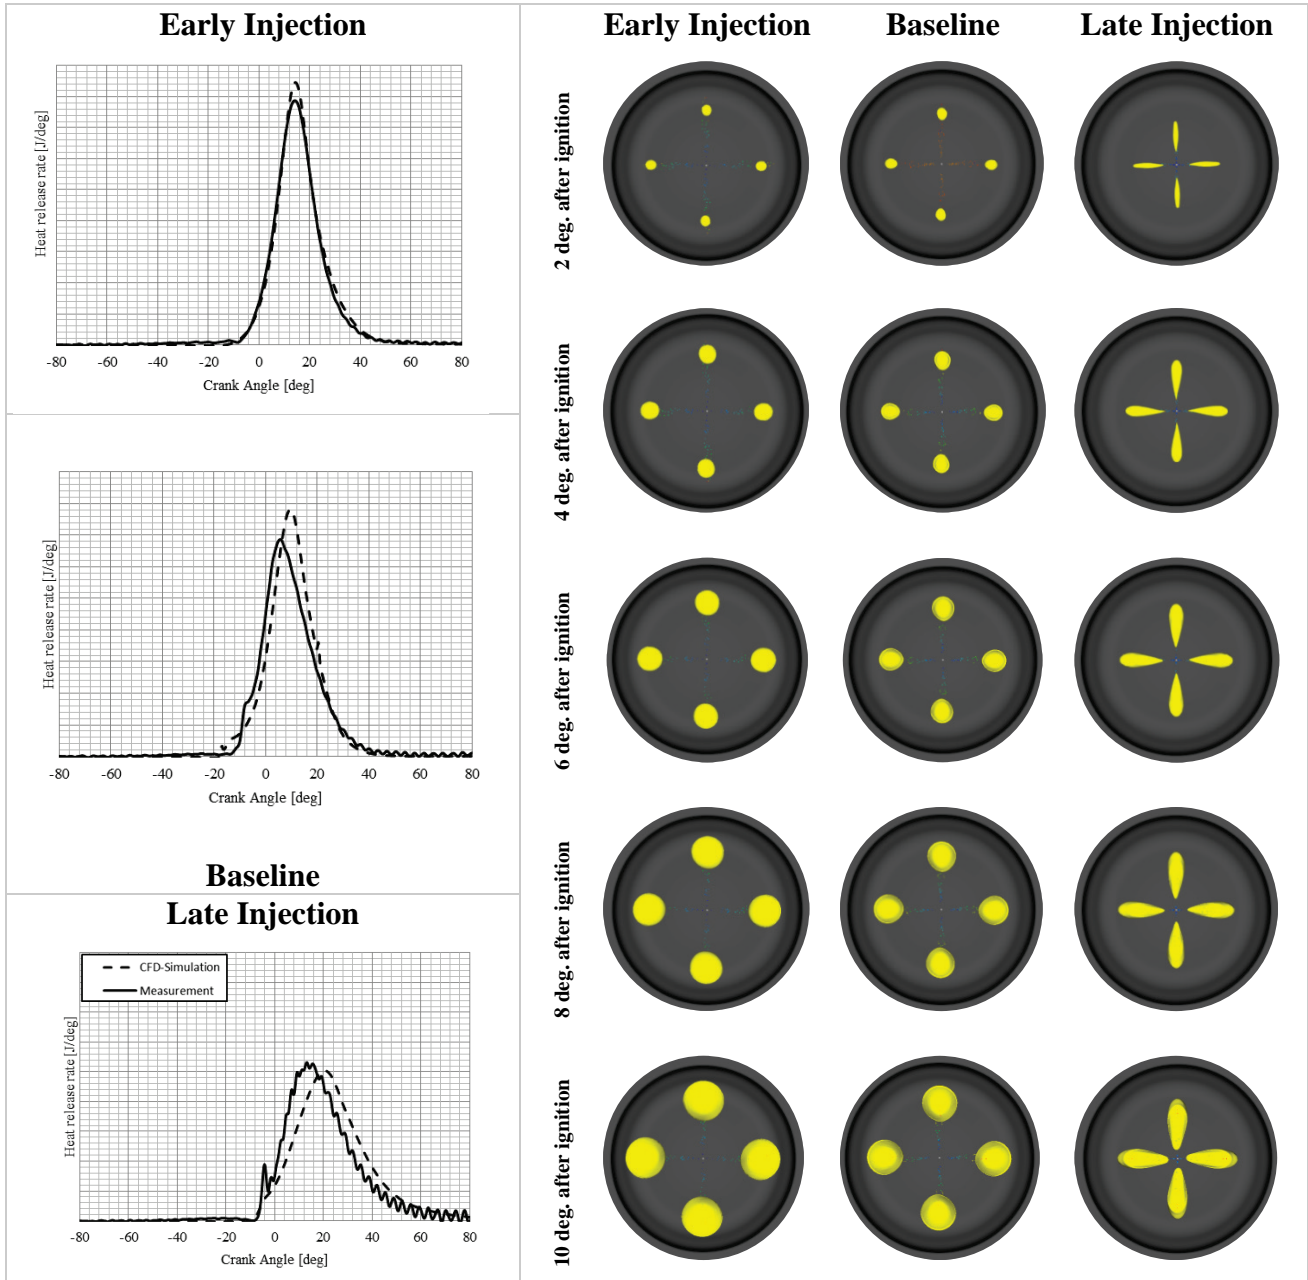 Early Injection
Heat release rate [J/deg]
-80 -60 -40 -20 0 20 40 60 80
Crank Angle [deg]
Heat release rate [J/deg]
-80 -60 -40 -20 0 20 40 60 80
Crank Angle [deg]
Baseline
Late Injection
CFD-Simulation
Measurement
Heat release rate [J/deg]
-80 -60 -40 -20 0 20 40 60 80
Crank Angle [deg]
Early Injection Baseline Late Injection
2 deg. after ignition
4 deg. after ignition
6 deg. after ignition
8 deg. after ignition
10 deg. after ignition